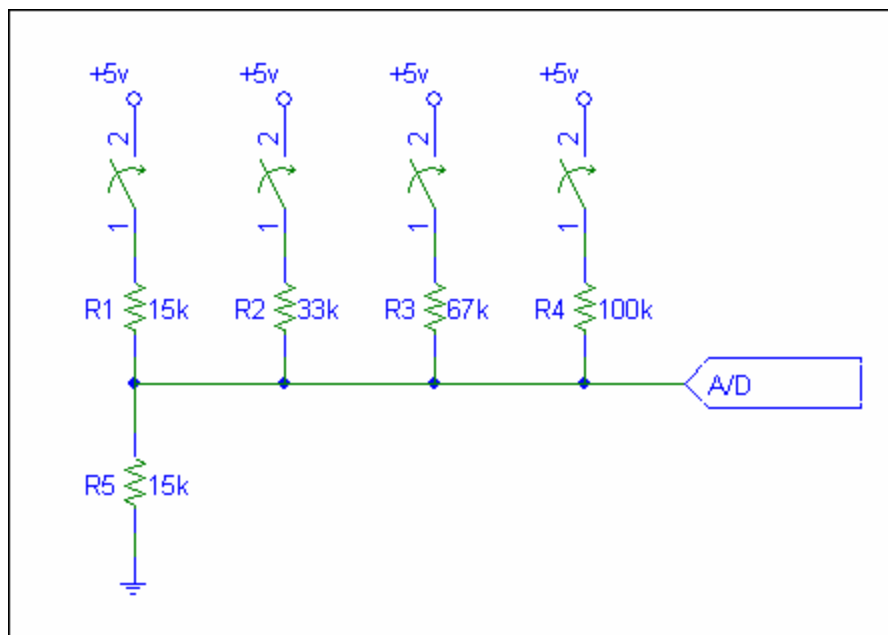 +5v +5v +5v +5v
2 2 2 2
1 1 1 1
R1 15k R2 33k R3 67k R4 100k
A/D
R5 15k